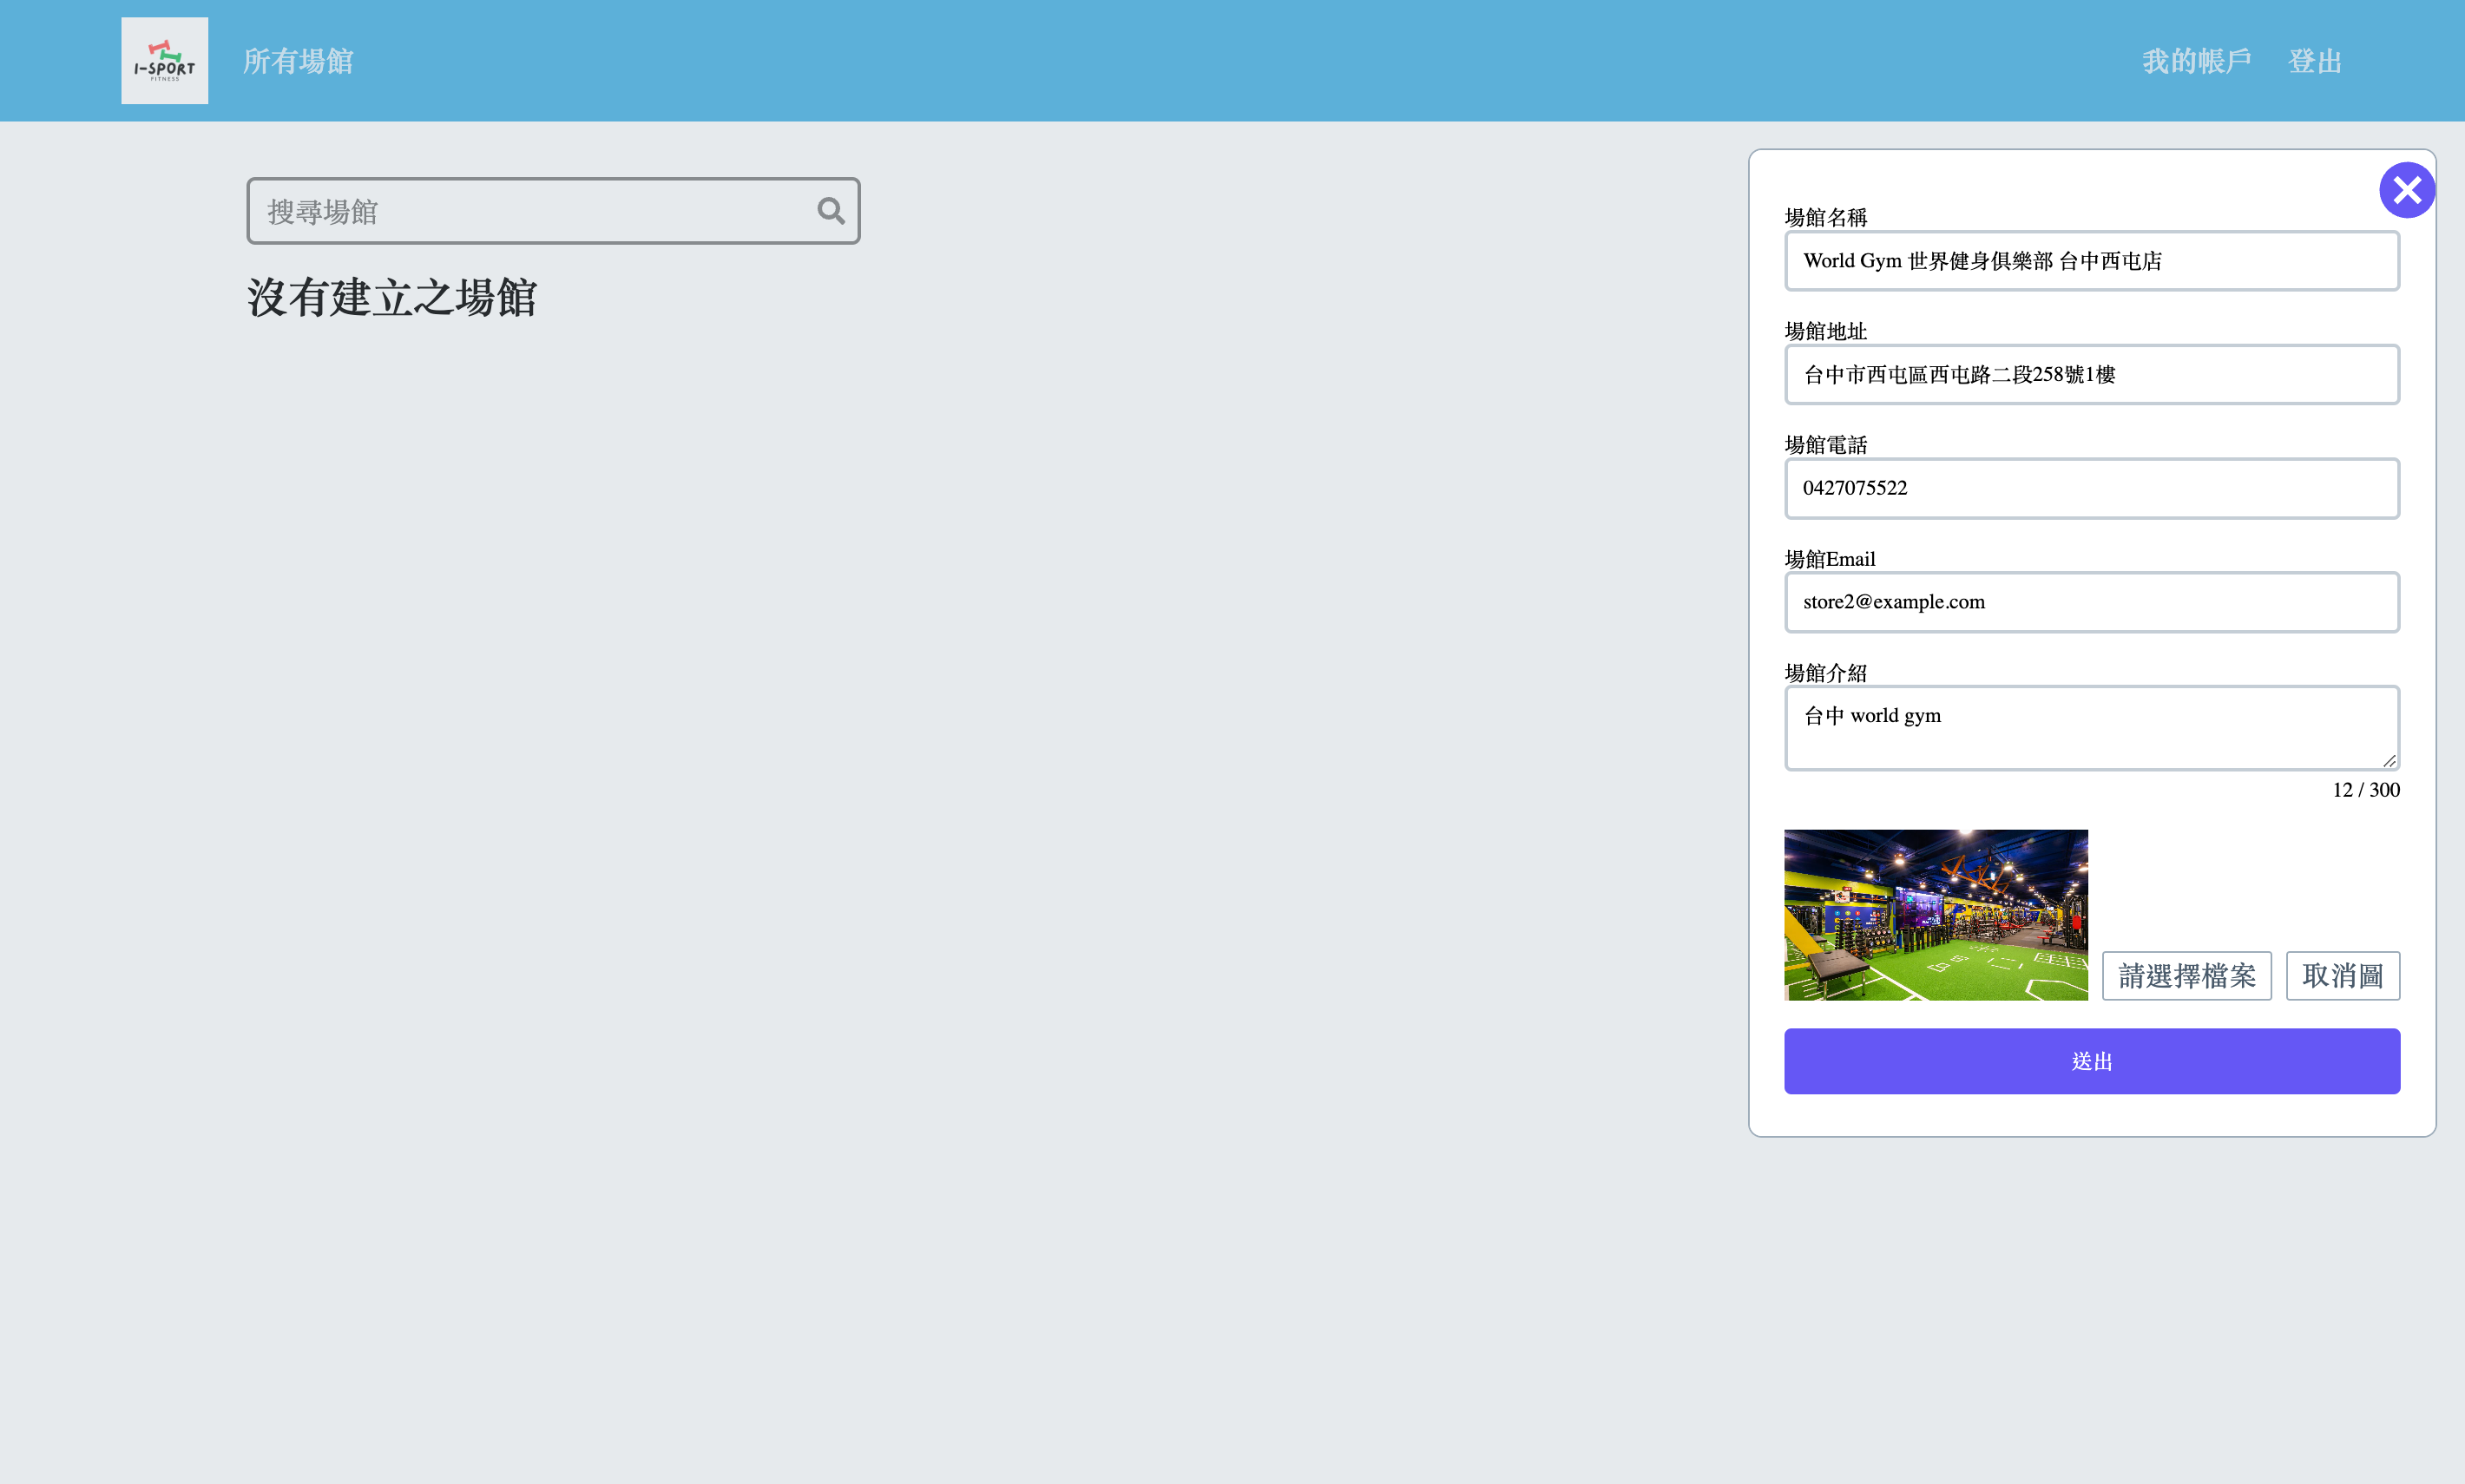 I-SPORT
FITNESS
所有場館
我的帳戶
登出
搜尋場館
沒有建立之場館
場館名稱
World Gym 世界健身俱樂部 台中西屯店
場館地址
台中市西屯區西屯路二段258號1樓
場館電話
0427075522
場館Email
store2@example.com
場館介紹
台中 world gym
12 / 300
請選擇檔案
取消圖
送出